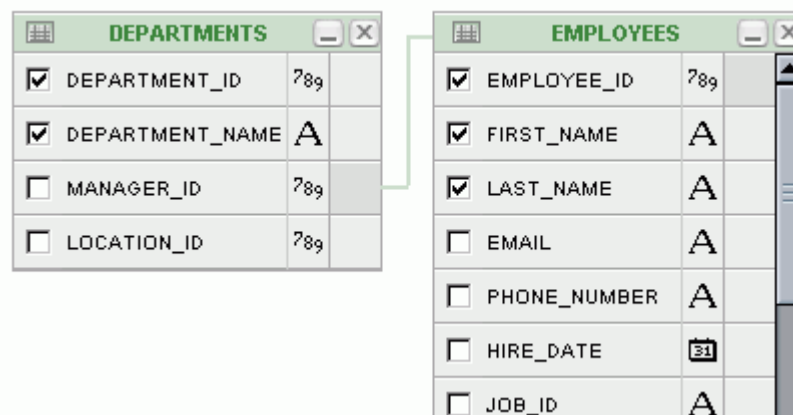 DEPARTMENTS
DEPARTMENT_ID 789
DEPARTMENT_NAME A
MANAGER_ID 789
LOCATION_ID 789
EMPLOYEES
EMPLOYEE_ID 789
FIRST_NAME A
LAST_NAME A
EMAIL A
PHONE_NUMBER A
HIRE_DATE 31
JOB_ID A